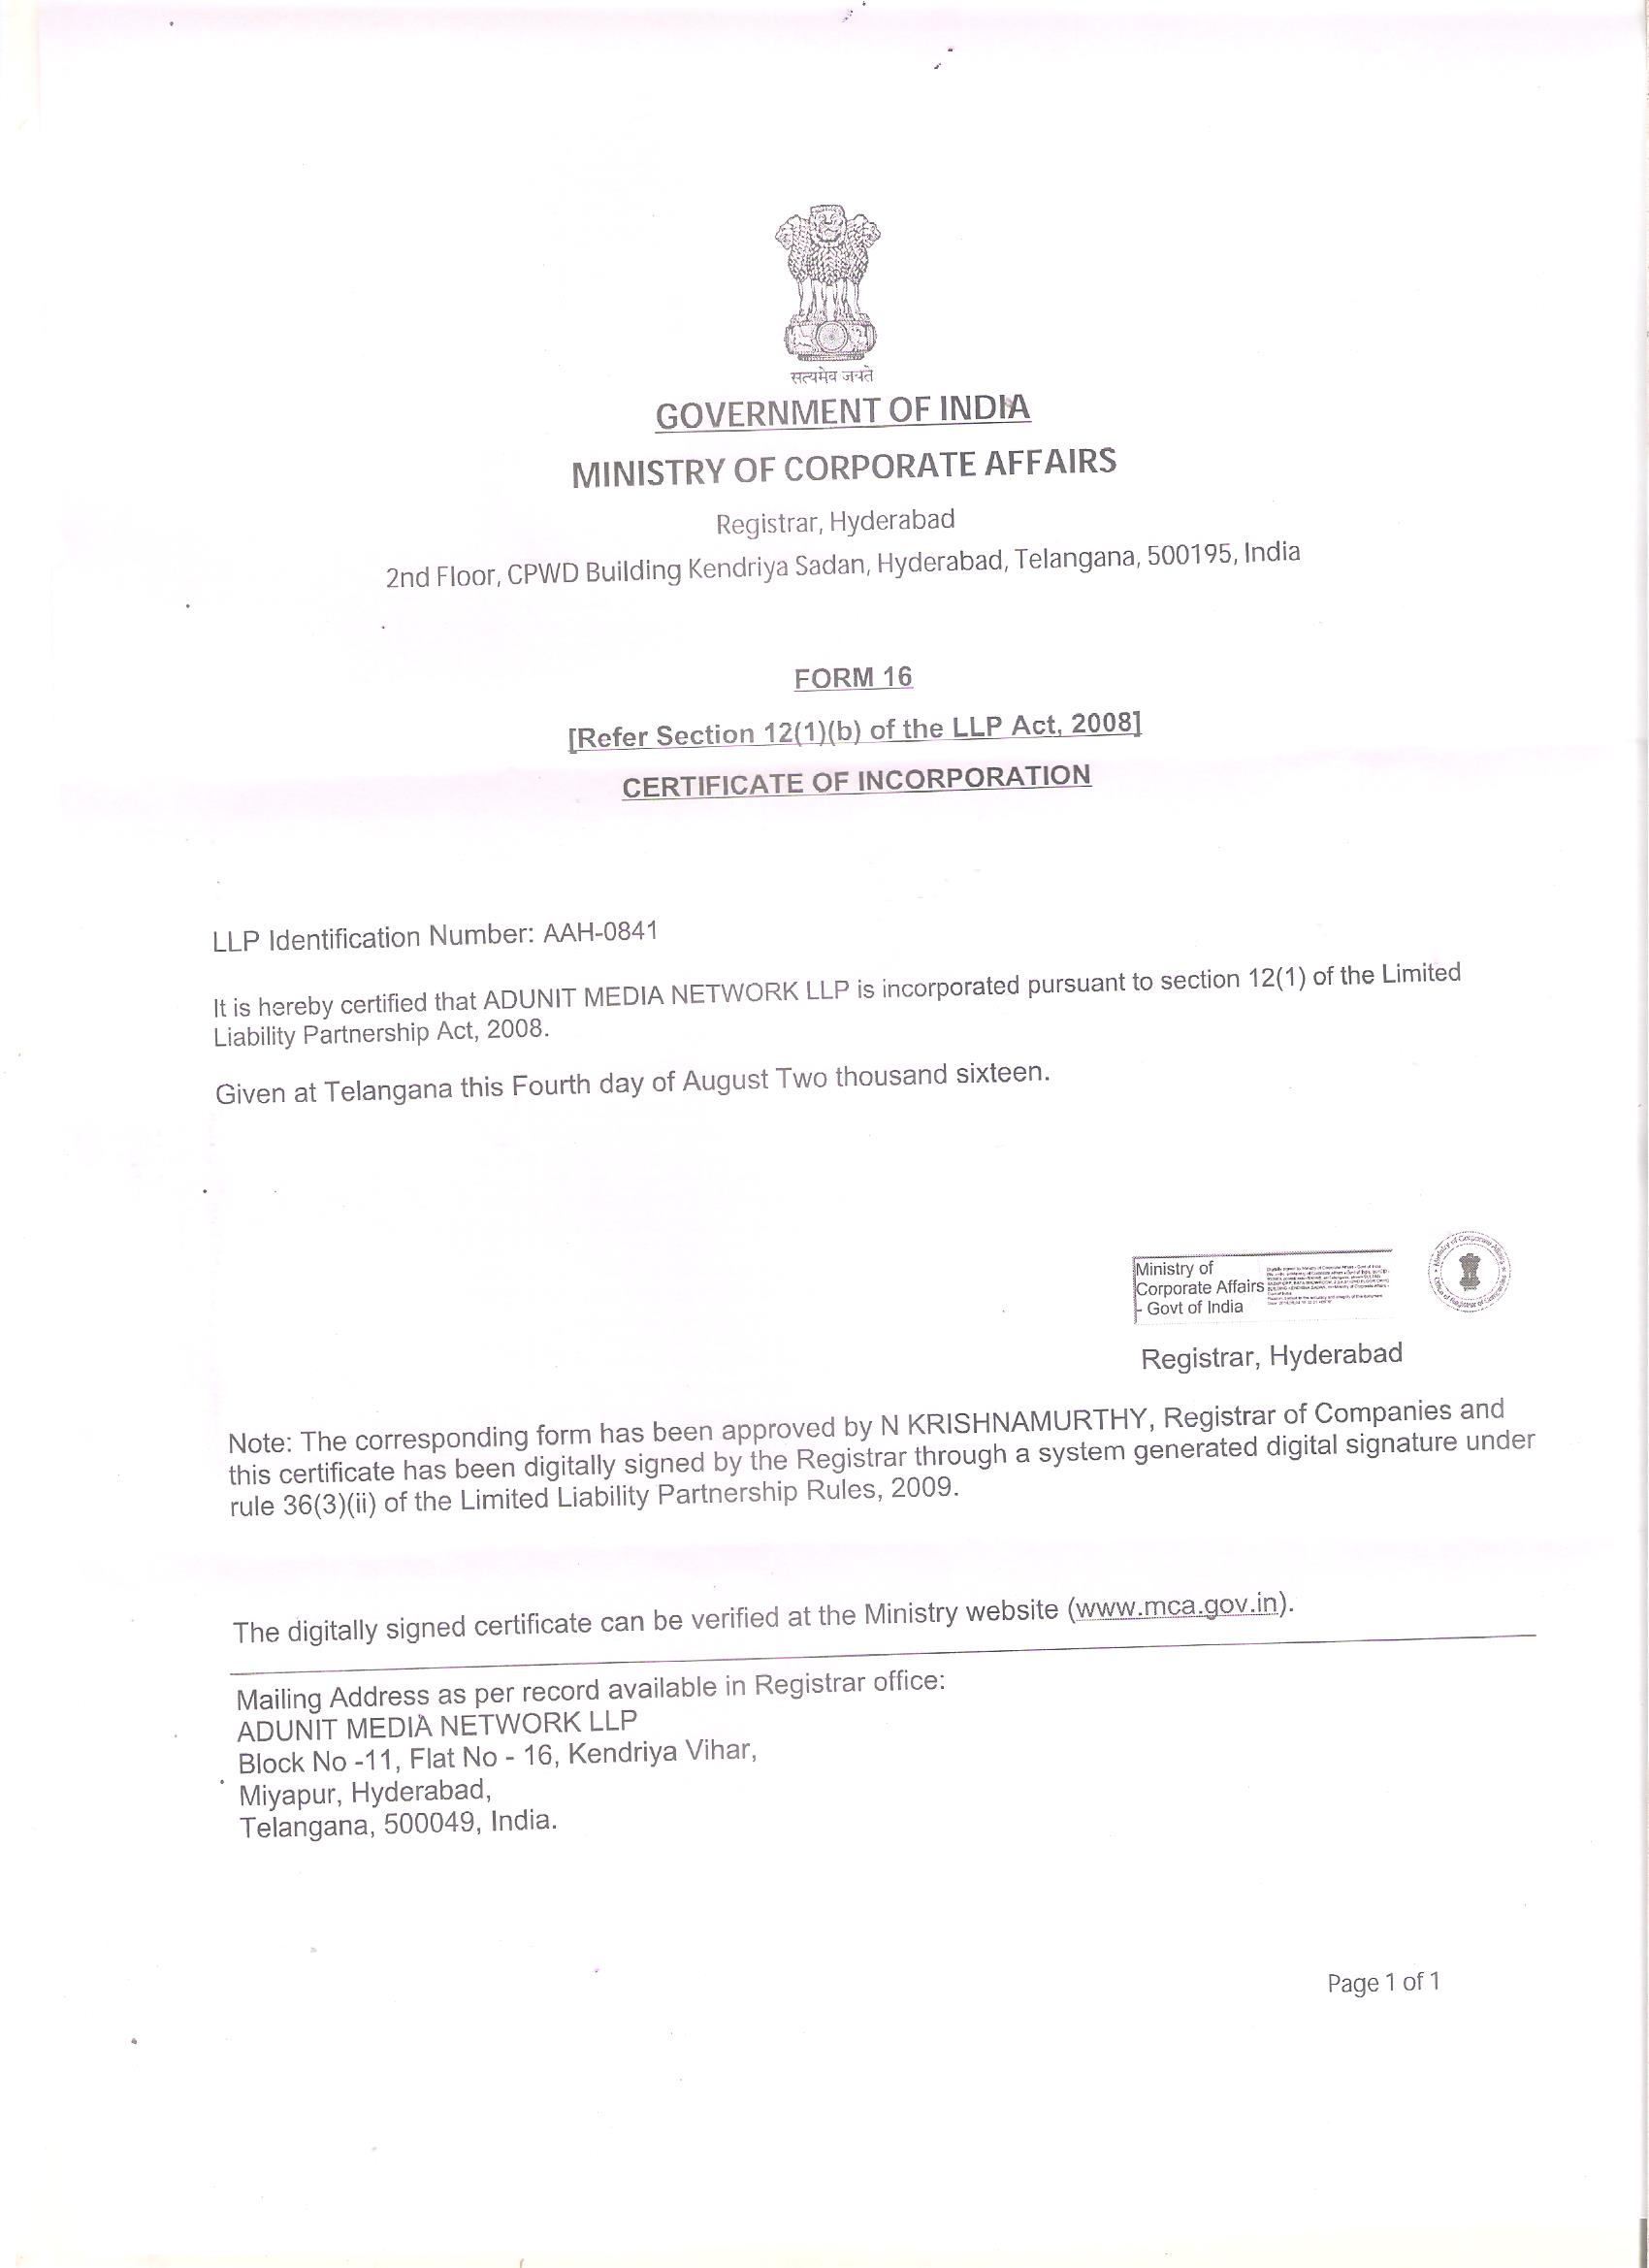 सत्यमेव जयते
GOVERNMENT OF INDIA
MINISTRY OF CORPORATE AFFAIRS
Registrar, Hyderabad
2nd Floor, CPWD Building Kendriya Sadan, Hyderabad, Telangana, 500195, India
FORM 16
[Refer Section 12(1)(b) of the LLP Act, 2008]
CERTIFICATE OF INCORPORATION
LLP Identification Number: AAH-0841
It is hereby certified that ADUNIT MEDIA NETWORK LLP is incorporated pursuant to section 12(1) of the Limited
Liability Partnership Act, 2008.
Given at Telangana this Fourth day of August Two thousand sixteen.
Ministry of
Corporate Affairs
- Govt of India
Registrar, Hyderabad
Note: The corresponding form has been approved by N KRISHNAMURTHY, Registrar of Companies and
this certificate has been digitally signed by the Registrar through a system generated digital signature under
rule 36(3)(ii) of the Limited Liability Partnership Rules, 2009.
The digitally signed certificate can be verified at the Ministry website (www.mca.gov.in).
Mailing Address as per record available in Registrar office:
ADUNIT MEDIA NETWORK LLP
Block No -11, Flat No - 16, Kendriya Vihar,
Miyapur, Hyderabad,
Telangana, 500049, India.
Page 1 of 1